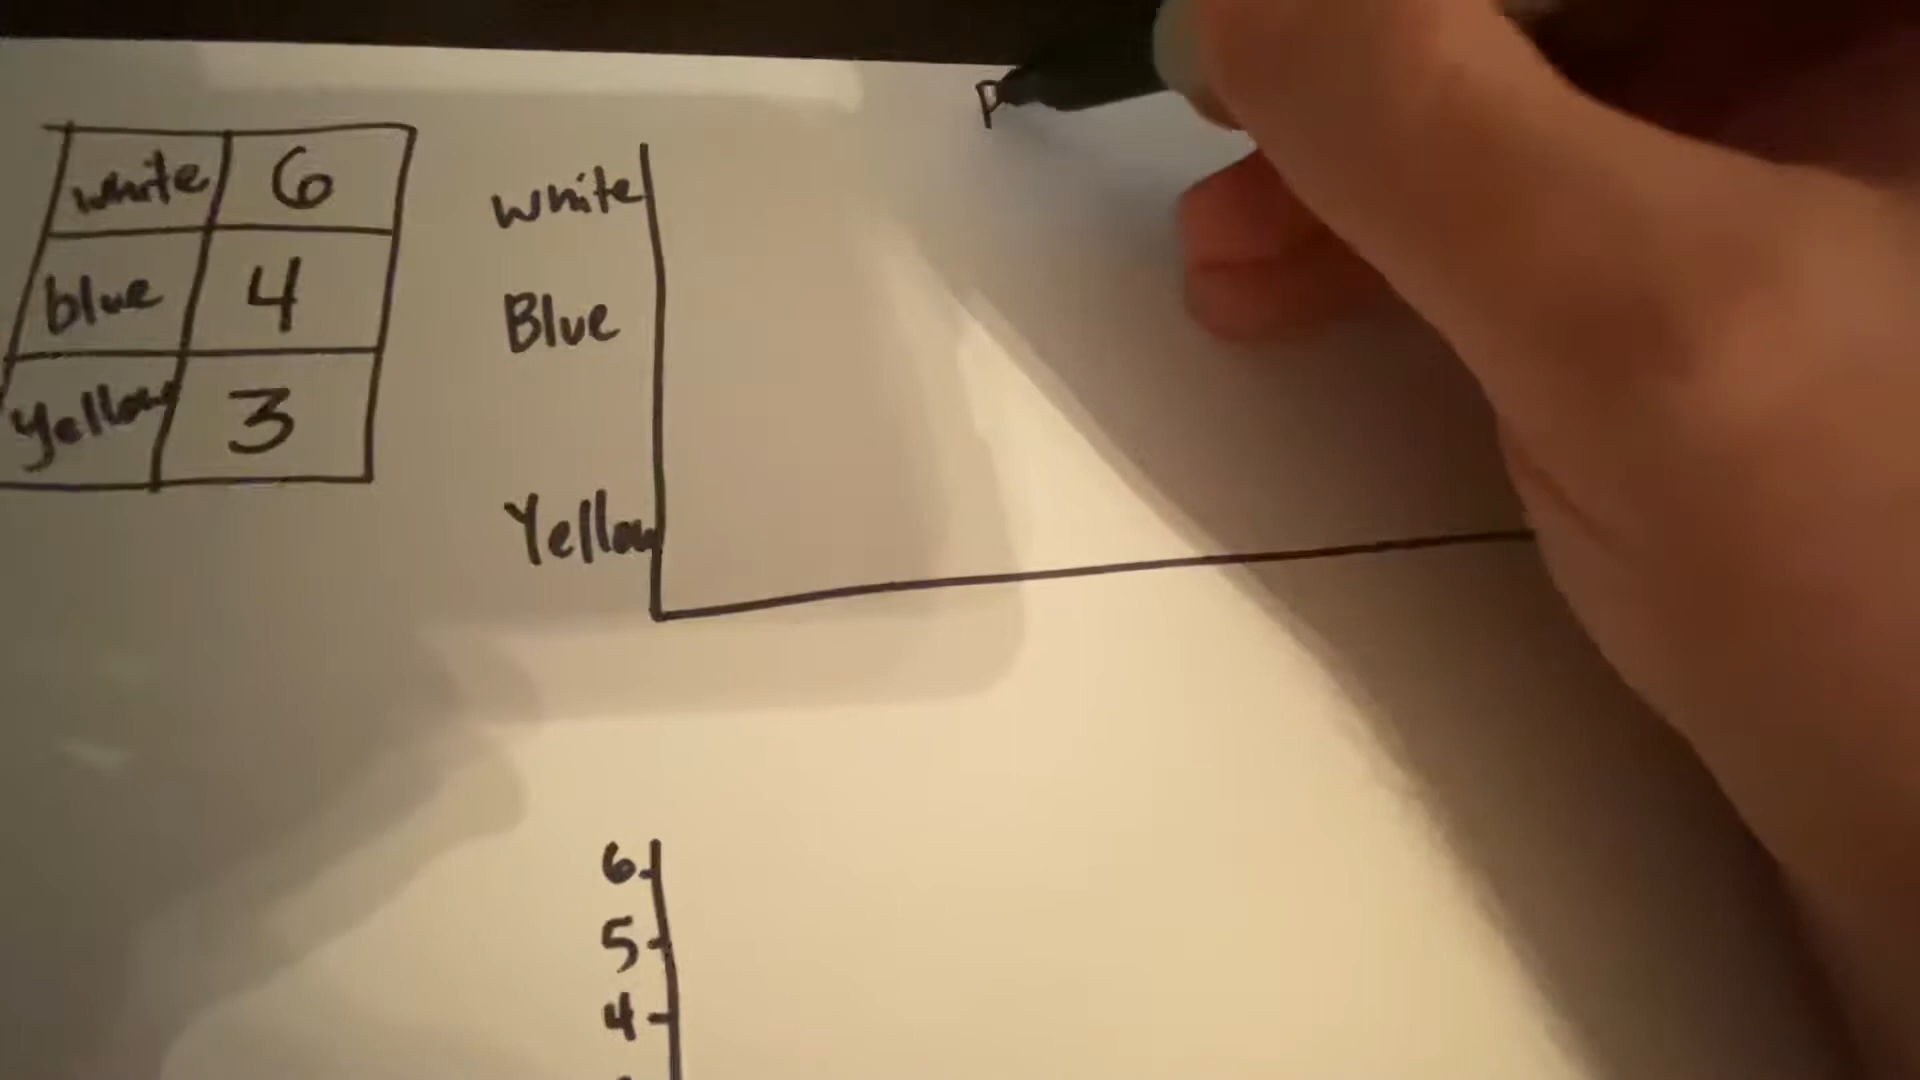 P
white 6
blue 4
Yellow 3
white
Blue
Yellow
6
5
4